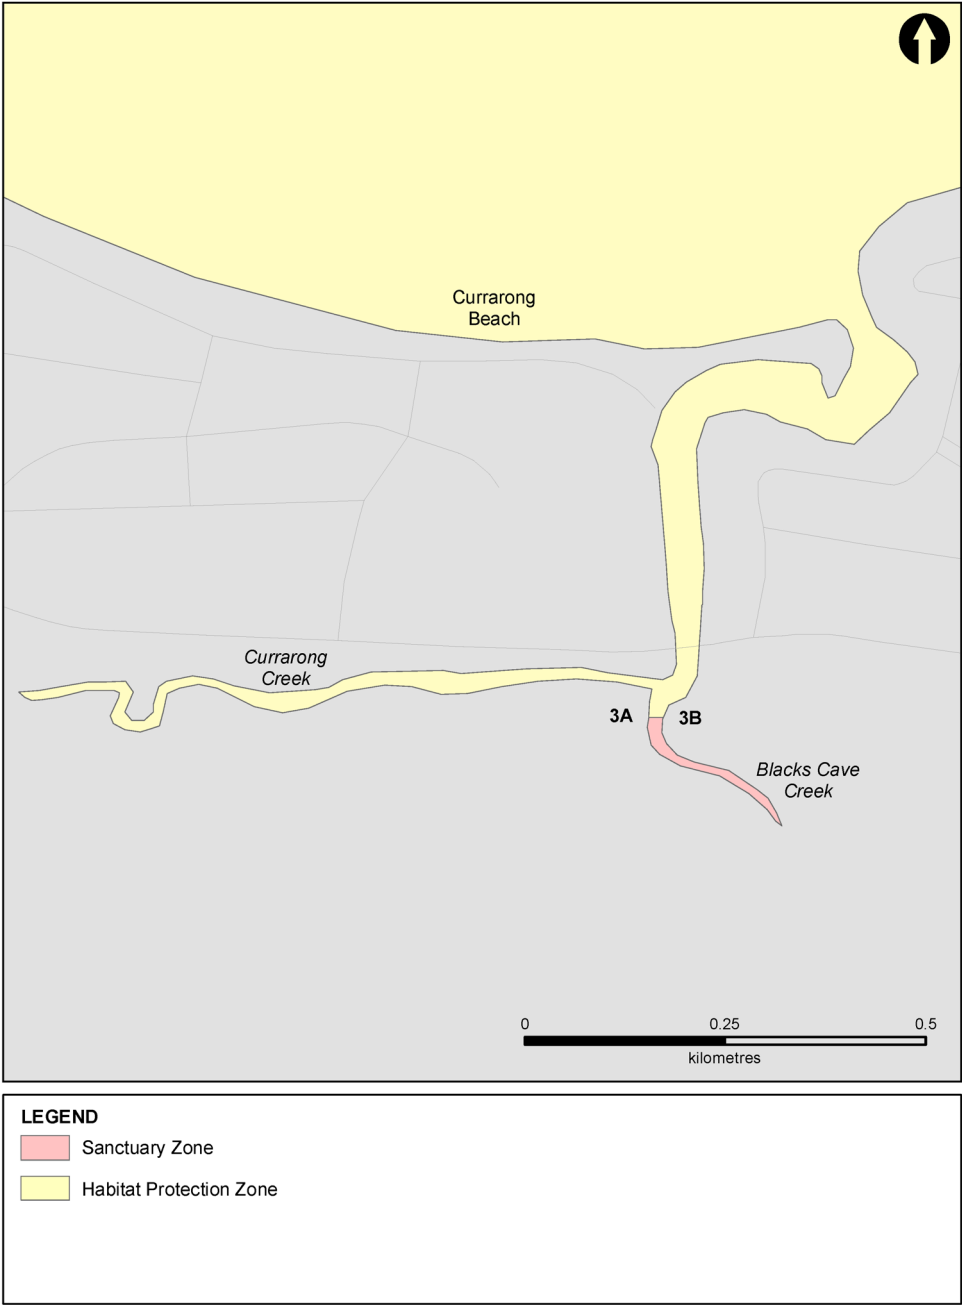 Currarong
Beach
Currarong
Creek
3A 3B
Blacks Cave
Creek
0 0.25 0.5
kilometres
LEGEND
Sanctuary Zone
Habitat Protection Zone